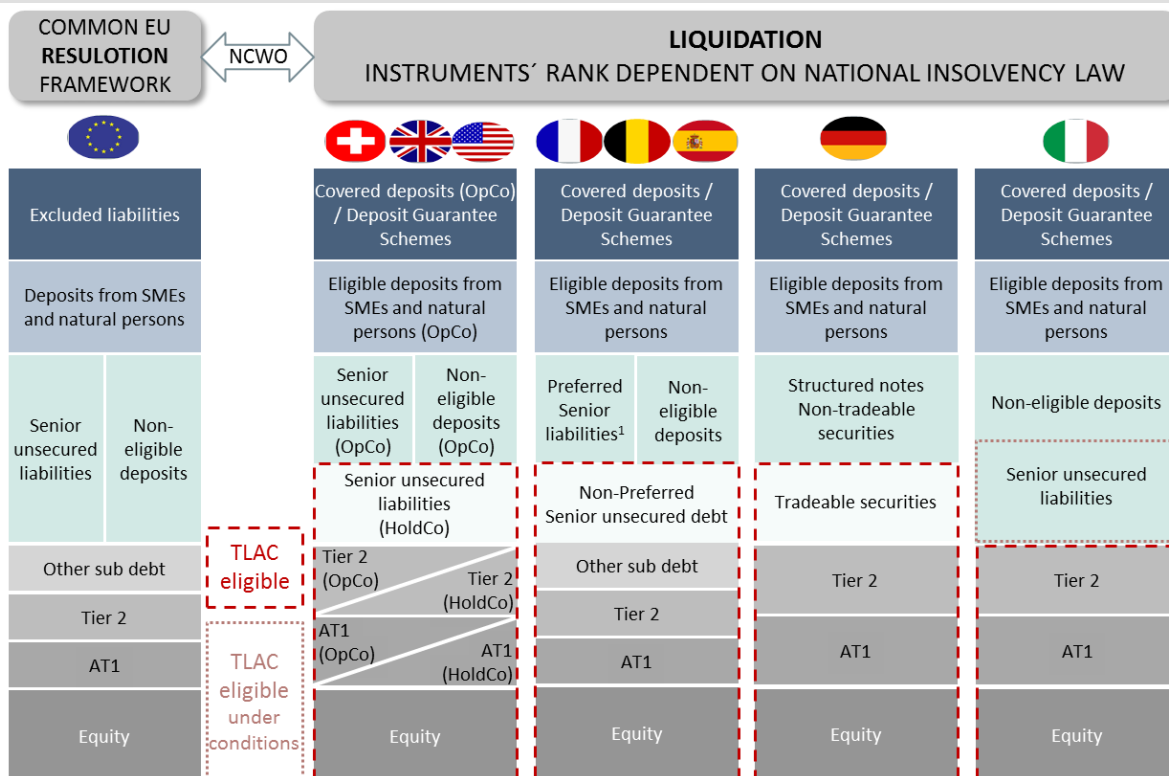 COMMON EU
RESULOTION
FRAMEWORK
NCWO
LIQUIDATION
INSTRUMENTS´ RANK DEPENDENT ON NATIONAL INSOLVENCY LAW
Excluded liabilities
Deposits from SMEs
and natural persons
Senior
unsecured
liabilities
Non-
eligible
deposits
Other sub debt
Tier 2
AT1
Equity
TLAC
eligible
TLAC
eligible
under
conditions
Covered deposits (OpCo)
/ Deposit Guarantee
Schemes
Eligible deposits from
SMEs and natural
persons (OpCo)
Senior
unsecured
liabilities
(OpCo)
Non-
eligible
deposits
(OpCo)
Senior unsecured
liabilities
(HoldCo)
Tier 2
(OpCo)
Tier 2
(HoldCo)
AT1
(OpCo)
AT1
(HoldCo)
Equity
Covered deposits /
Deposit Guarantee
Schemes
Eligible deposits from
SMEs and natural
persons
Preferred
Senior
liabilities¹
Non-
eligible
deposits
Non-Preferred
Senior unsecured debt
Other sub debt
Tier 2
AT1
Equity
Covered deposits /
Deposit Guarantee
Schemes
Eligible deposits from
SMEs and natural
persons
Structured notes
Non-tradeable
securities
Tradeable securities
Tier 2
AT1
Equity
Covered deposits /
Deposit Guarantee
Schemes
Eligible deposits from
SMEs and natural
persons
Non-eligible deposits
Senior unsecured
liabilities
Tier 2
AT1
Equity